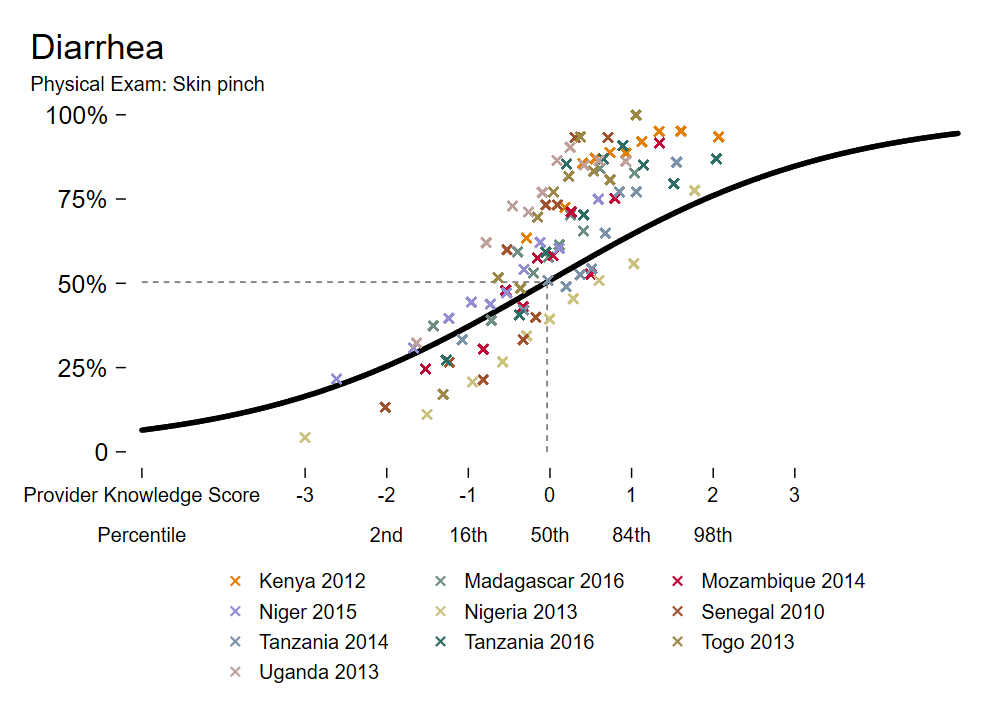 Diarrhea
Physical Exam: Skin pinch
100%
75%
50%
25%
0
Provider Knowledge Score -3 -2 -1 0 1 2 3
Percentile 2nd 16th 50th 84th 98th
Kenya 2012 Madagascar 2016 Mozambique 2014
Niger 2015 Nigeria 2013 Senegal 2010
Tanzania 2014 Tanzania 2016 Togo 2013
Uganda 2013